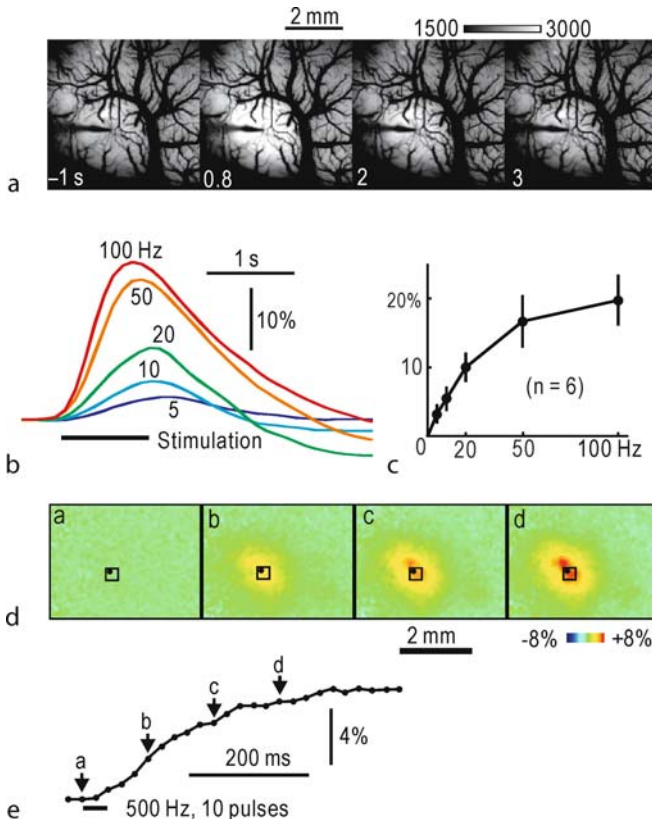 2 mm
1500 3000
–1 s 0.8 2 3
a
100 Hz
50
20
10
5
1 s
10%
Stimulation
b
20%
10
0 20 50 100 Hz
(n = 6)
c
a b c d
d
2 mm
-8% +8%
a
b
c
d
200 ms
4%
500 Hz, 10 pulses
e